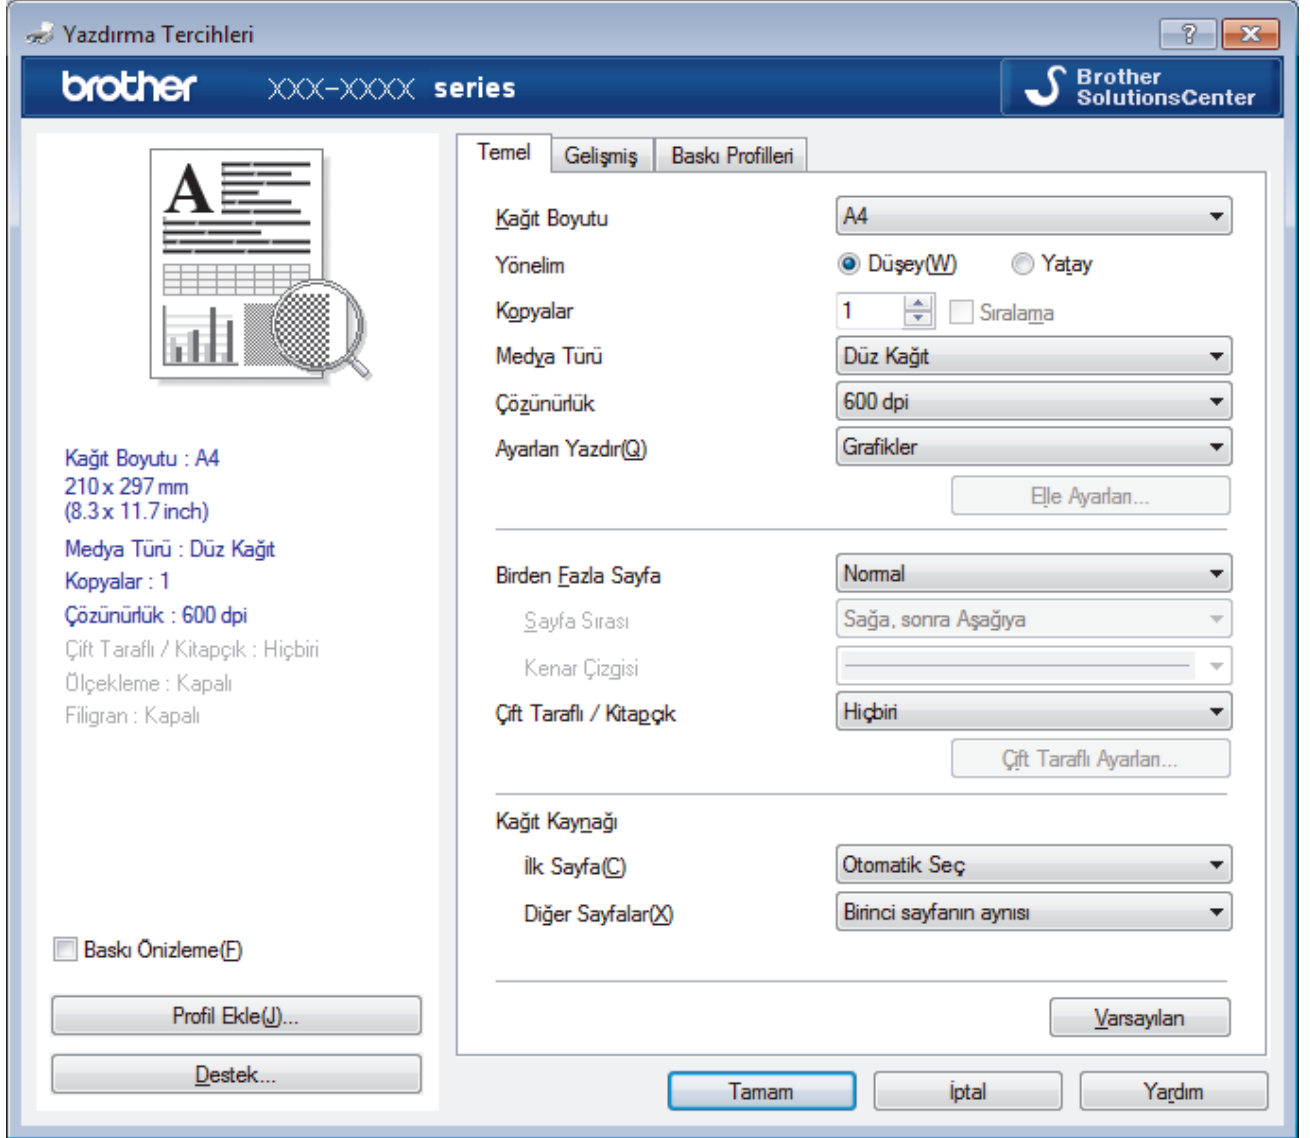 Yazdırma Tercihleri
?
brother XXX-XXXX series
Brother
SolutionsCenter
A
Kağıt Boyutu : A4
210 x 297 mm
(8.3 x 11.7 inch)
Medya Türü : Düz Kağıt
Kopyalar : 1
Çözünürlük : 600 dpi
Çift Taraflı / Kitapçık : Hiçbiri
Ölçekleme : Kapalı
Filigran : Kapalı
Baskı Önizleme(F)
Profil Ekle(J)...
Destek...
Temel Gelişmiş Baskı Profilleri
Kağıt Boyutu A4
Yönelim Düşey(W) Yatay
Kopyalar 1 Sıralama
Medya Türü Düz Kağıt
Çözünürlük 600 dpi
Ayarları Yazdır(Q) Grafikler
Elle Ayarları...
Birden Fazla Sayfa Normal
Sayfa Sırası Sağa, sonra Aşağıya
Kenar Çizgisi
Çift Taraflı / Kitapçık Hiçbiri
Çift Taraflı Ayarları...
Kağıt Kaynağı
İlk Sayfa(C) Otomatik Seç
Diğer Sayfalar(X) Birinci sayfanın aynısı
Varsayılan
Tamam İptal Yardım